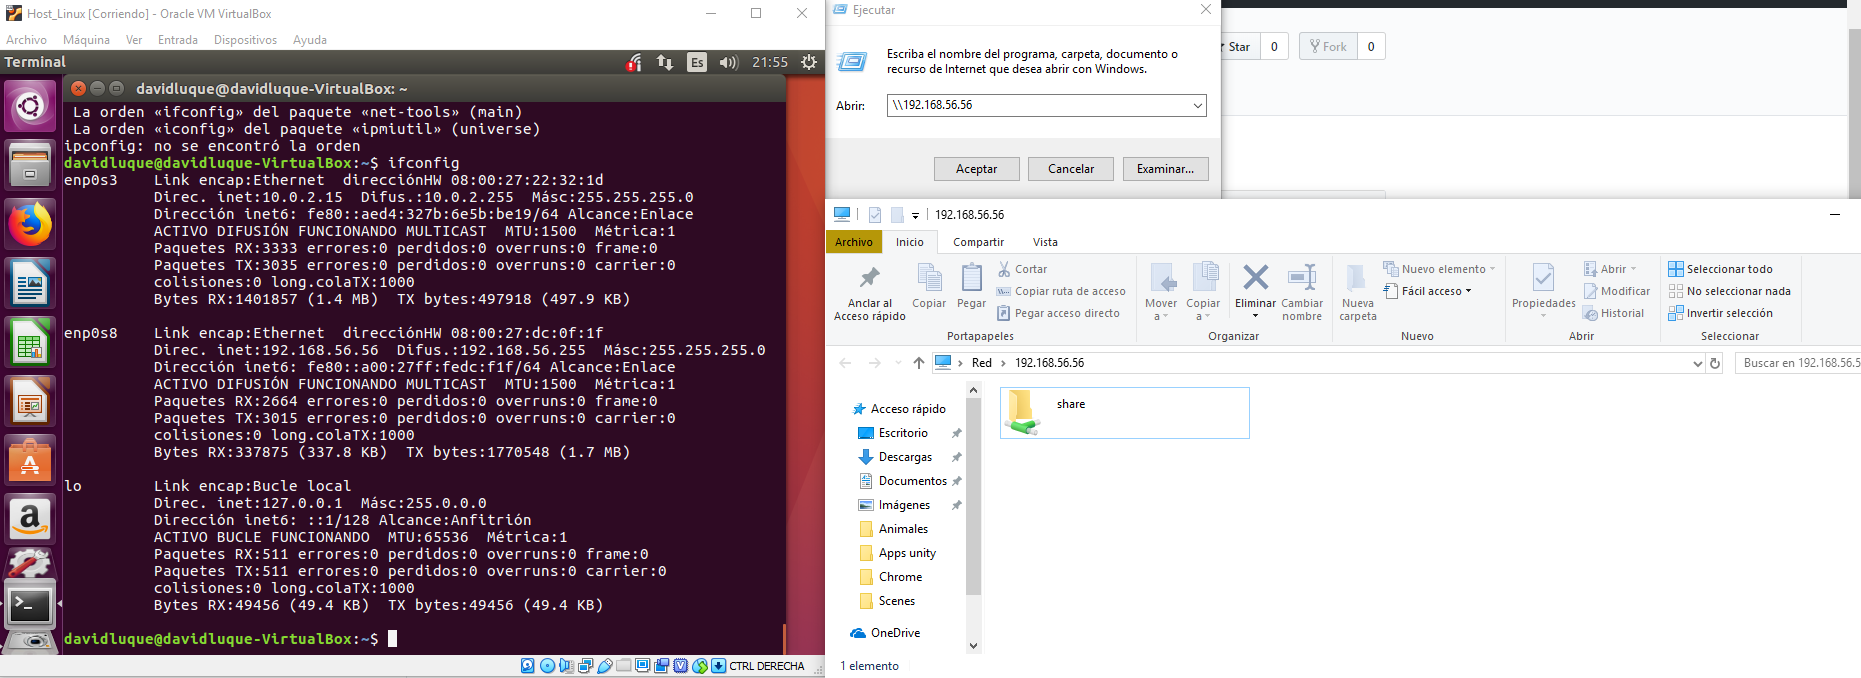 Host_Linux [Corriendo] - Oracle VM VirtualBox
Archivo Máquina Ver Entrada Dispositivos Ayuda
Terminal Es 21:55
davidluque@davidluque-VirtualBox: ~
La orden «ifconfig» del paquete «net-tools» (main)
La orden «iconfig» del paquete «ipmiutil» (universe)
ipconfig: no se encontró la orden
davidluque@davidluque-VirtualBox:~$ ifconfig
enp0s3 Link encap:Ethernet direcciónHW 08:00:27:22:32:1d
Direc. inet:10.0.2.15 Difus.:10.0.2.255 Másc:255.255.255.0
Dirección inet6: fe80::aed4:327b:6e5b:be19/64 Alcance:Enlace
ACTIVO DIFUSIÓN FUNCIONANDO MULTICAST MTU:1500 Métrica:1
Paquetes RX:3333 errores:0 perdidos:0 overruns:0 frame:0
Paquetes TX:3035 errores:0 perdidos:0 overruns:0 carrier:0
colisiones:0 long.colaTX:1000
Bytes RX:1401857 (1.4 MB) TX bytes:497918 (497.9 KB)
enp0s8 Link encap:Ethernet direcciónHW 08:00:27:dc:0f:1f
Direc. inet:192.168.56.56 Difus.:192.168.56.255 Másc:255.255.255.0
Dirección inet6: fe80::a00:27ff:fedc:f1f/64 Alcance:Enlace
ACTIVO DIFUSIÓN FUNCIONANDO MULTICAST MTU:1500 Métrica:1
Paquetes RX:2664 errores:0 perdidos:0 overruns:0 frame:0
Paquetes TX:3015 errores:0 perdidos:0 overruns:0 carrier:0
colisiones:0 long.colaTX:1000
Bytes RX:337875 (337.8 KB) TX bytes:1770548 (1.7 MB)
lo Link encap:Bucle local
Direc. inet:127.0.0.1 Másc:255.0.0.0
Dirección inet6: ::1/128 Alcance:Anfitrión
ACTIVO BUCLE FUNCIONANDO MTU:65536 Métrica:1
Paquetes RX:511 errores:0 perdidos:0 overruns:0 frame:0
Paquetes TX:511 errores:0 perdidos:0 overruns:0 carrier:0
colisiones:0 long.colaTX:1000
Bytes RX:49456 (49.4 KB) TX bytes:49456 (49.4 KB)
davidluque@davidluque-VirtualBox:~$
CTRL DERECHA
Ejecutar
Escriba el nombre del programa, carpeta, documento o
recurso de Internet que desea abrir con Windows.
Abrir: \\192.168.56.56
Aceptar Cancelar Examinar...
Star 0 Fork 0
192.168.56.56
Archivo Inicio Compartir Vista
Anclar al
Acceso rápido
Copiar
Pegar
Cortar
Copiar ruta de acceso
Pegar acceso directo
Portapapeles
Mover
a
Copiar
a
Eliminar
Cambiar
nombre
Organizar
Nueva
carpeta
Nuevo elemento
Fácil acceso
Nuevo
Propiedades
Abrir
Modificar
Historial
Abrir
Seleccionar todo
No seleccionar nada
Invertir selección
Seleccionar
Red › 192.168.56.56
Buscar en 192.168.56.5
Acceso rápido
Escritorio
Descargas
Documentos
Imágenes
Animales
Apps unity
Chrome
Scenes
OneDrive
share
1 elemento